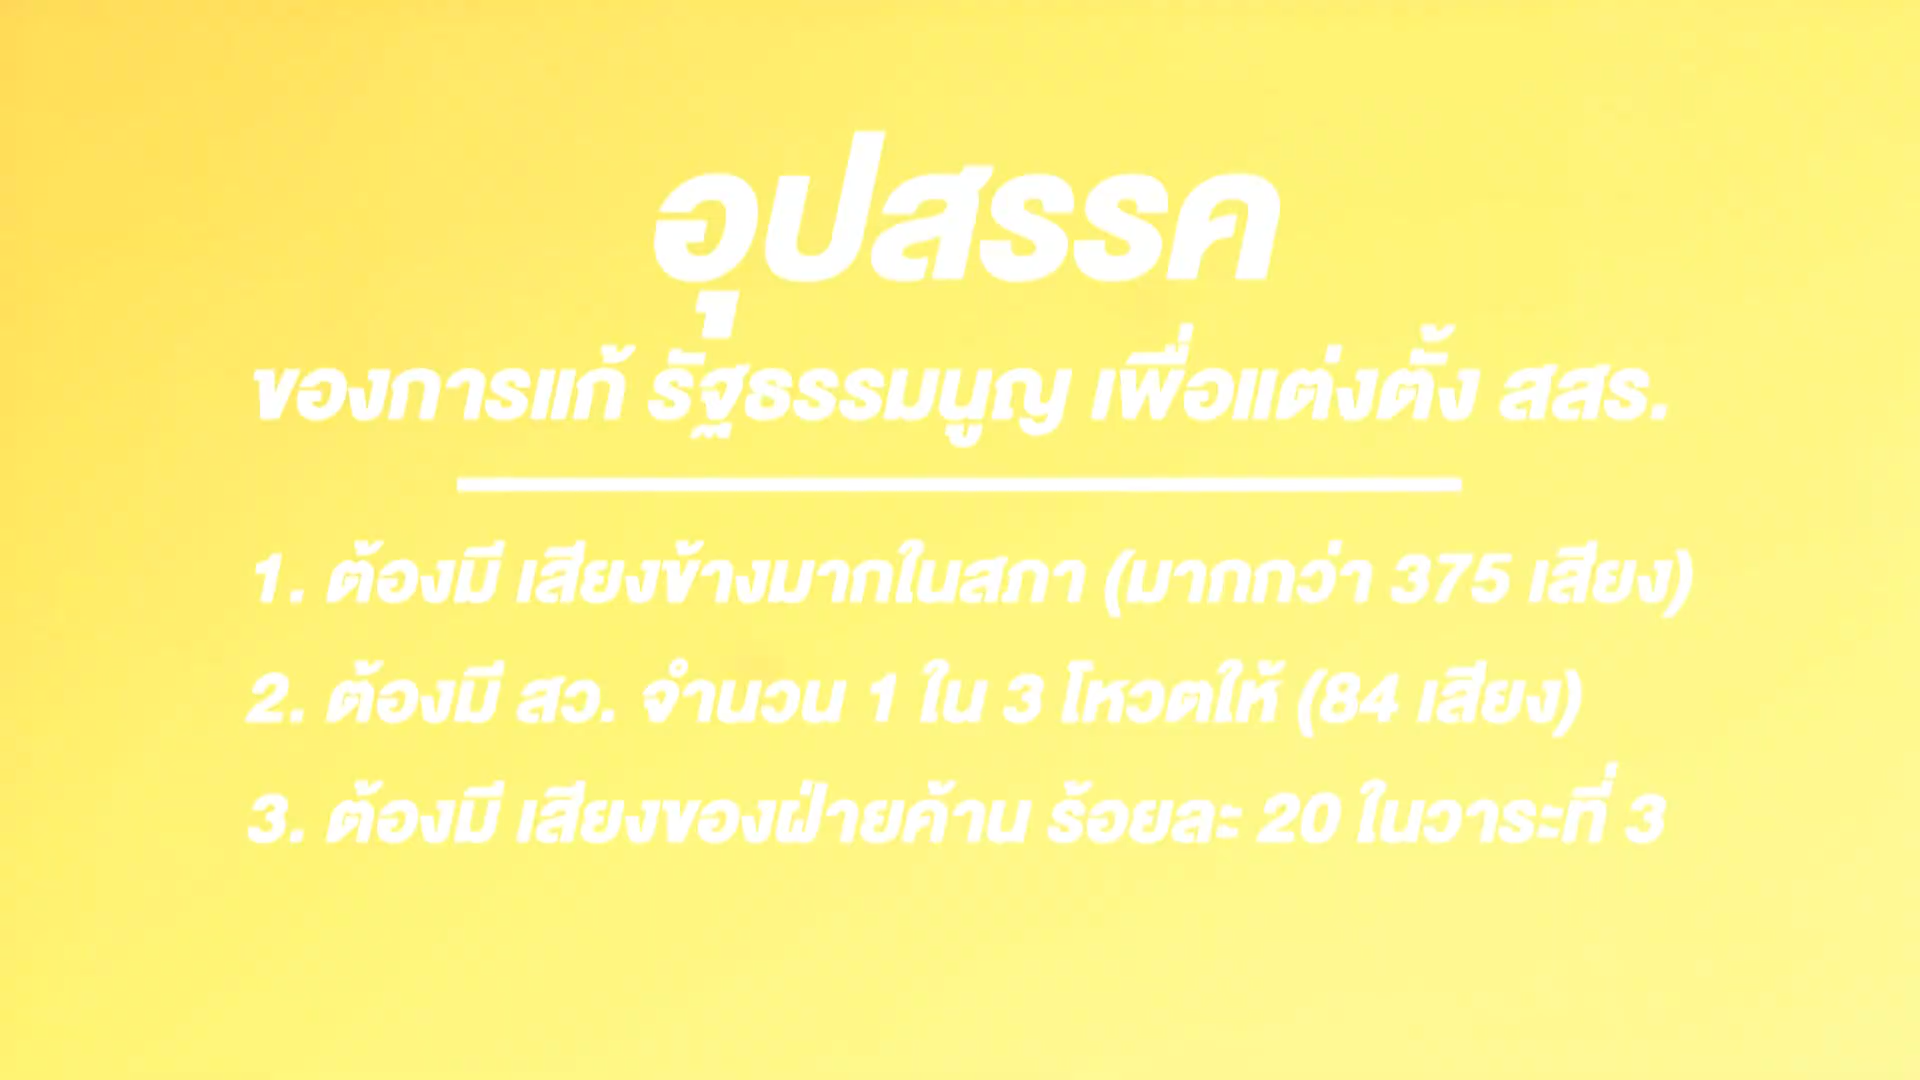 อุปสรรค
ของการแก้ รัฐธรรมนูญ เพื่อแต่งตั้ง สสร.
1. ต้องมี เสียงข้างมากในสภา (มากกว่า 375 เสียง)
2. ต้องมี สว. จำนวน 1 ใน 3 โหวตให้ (84 เสียง)
3. ต้องมี เสียงของฝ่ายค้าน ร้อยละ 20 ในวาระที่ 3